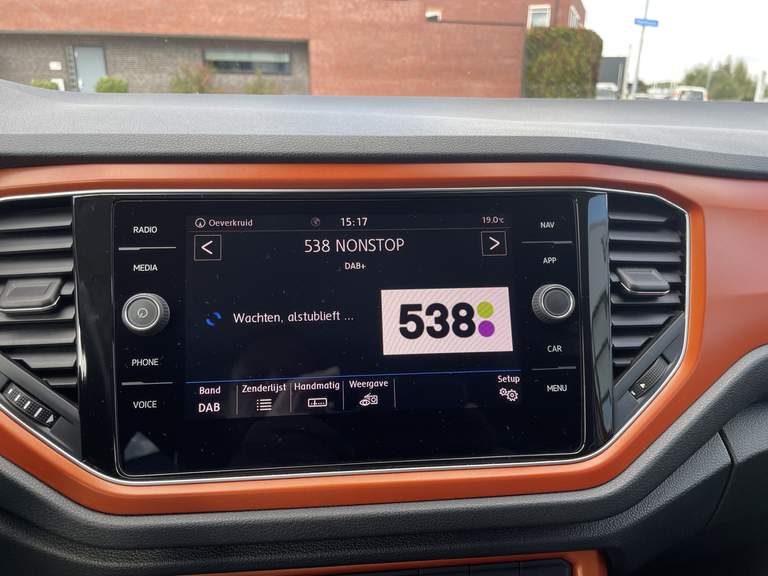 Oeverkruid 15:17 19.0°c
RADIO
MEDIA
PHONE
VOICE
< 538 NONSTOP >
DAB+
Wachten, alstublieft ...
538
Band Zenderlijst Handmatig Weergave Setup
DAB
NAV
APP
CAR
MENU